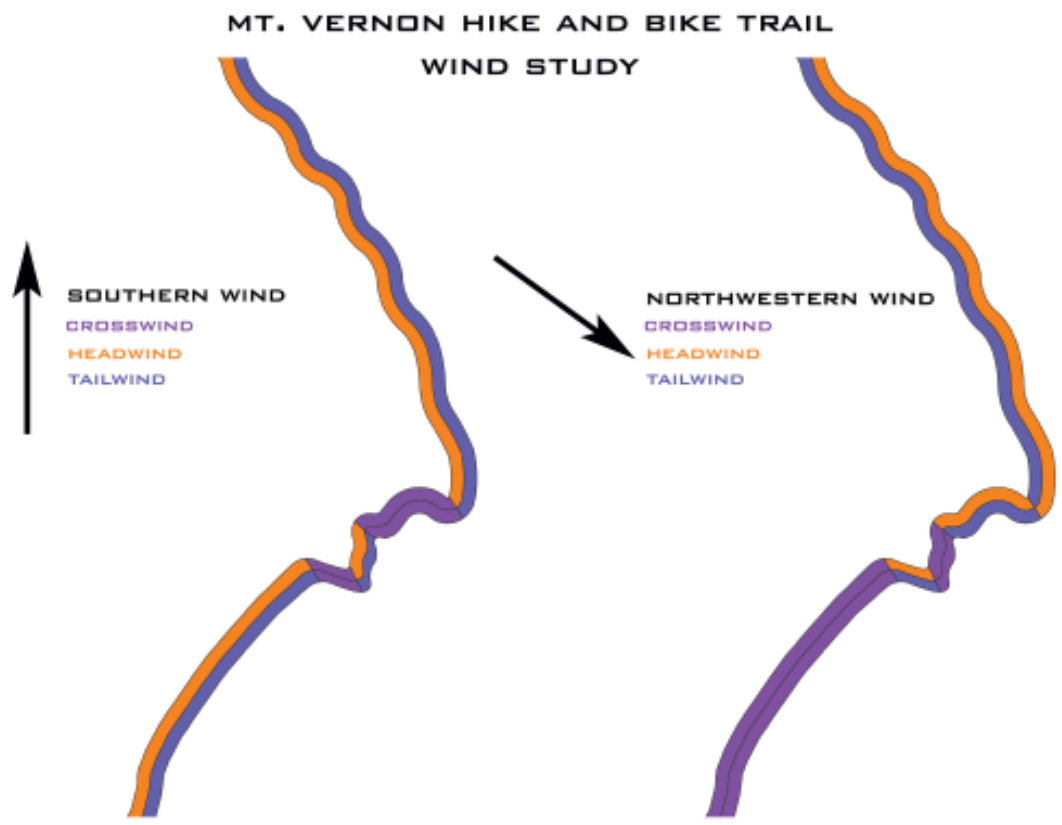 MT. VERNON HIKE AND BIKE TRAIL
WIND STUDY
SOUTHERN WIND
CROSSWIND
HEADWIND
TAILWIND
NORTHWESTERN WIND
CROSSWIND
HEADWIND
TAILWIND